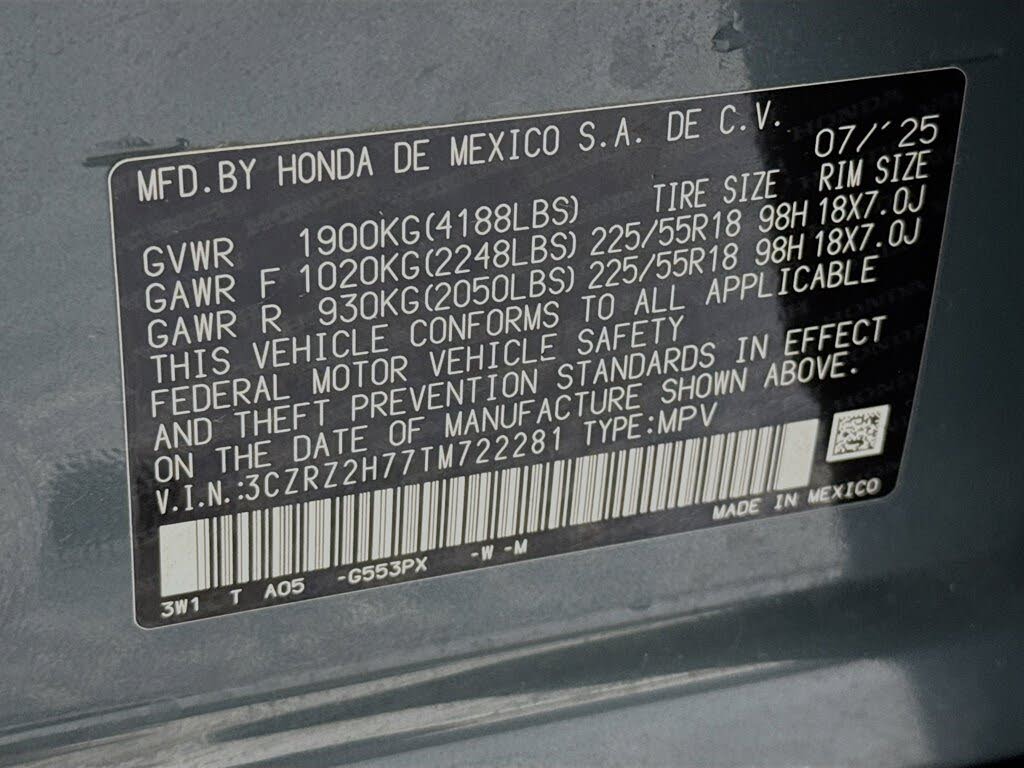 MFD. BY HONDA DE MEXICO S.A. DE C.V. 07/´25
TIRE SIZE RIM SIZE
GVWR 1900KG(4188LBS)
GAWR F 1020KG(2248LBS) 225/55R18 98H 18X7.0J
GAWR R 930KG(2050LBS) 225/55R18 98H 18X7.0J
THIS VEHICLE CONFORMS TO ALL APPLICABLE
FEDERAL MOTOR VEHICLE SAFETY
AND THEFT PREVENTION STANDARDS IN EFFECT
ON THE DATE OF MANUFACTURE SHOWN ABOVE.
V.I.N.:3CZRZ2H77TM722281 TYPE:MPV
MADE IN MEXICO
3W1 T A05 -G553PX -W -M